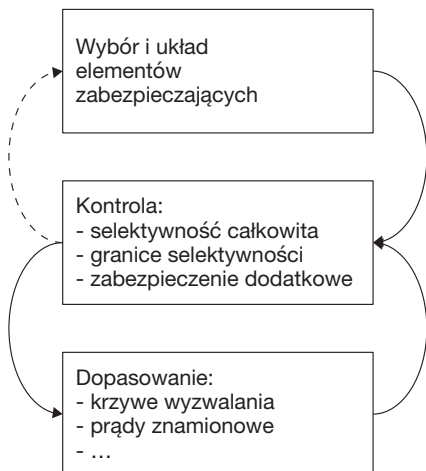 Wybór i układ
elementów
zabezpieczających
Kontrola:
- selektywność całkowita
- granice selektywności
- zabezpieczenie dodatkowe
Dopasowanie:
- krzywe wyzwalania
- prądy znamionowe
- ...